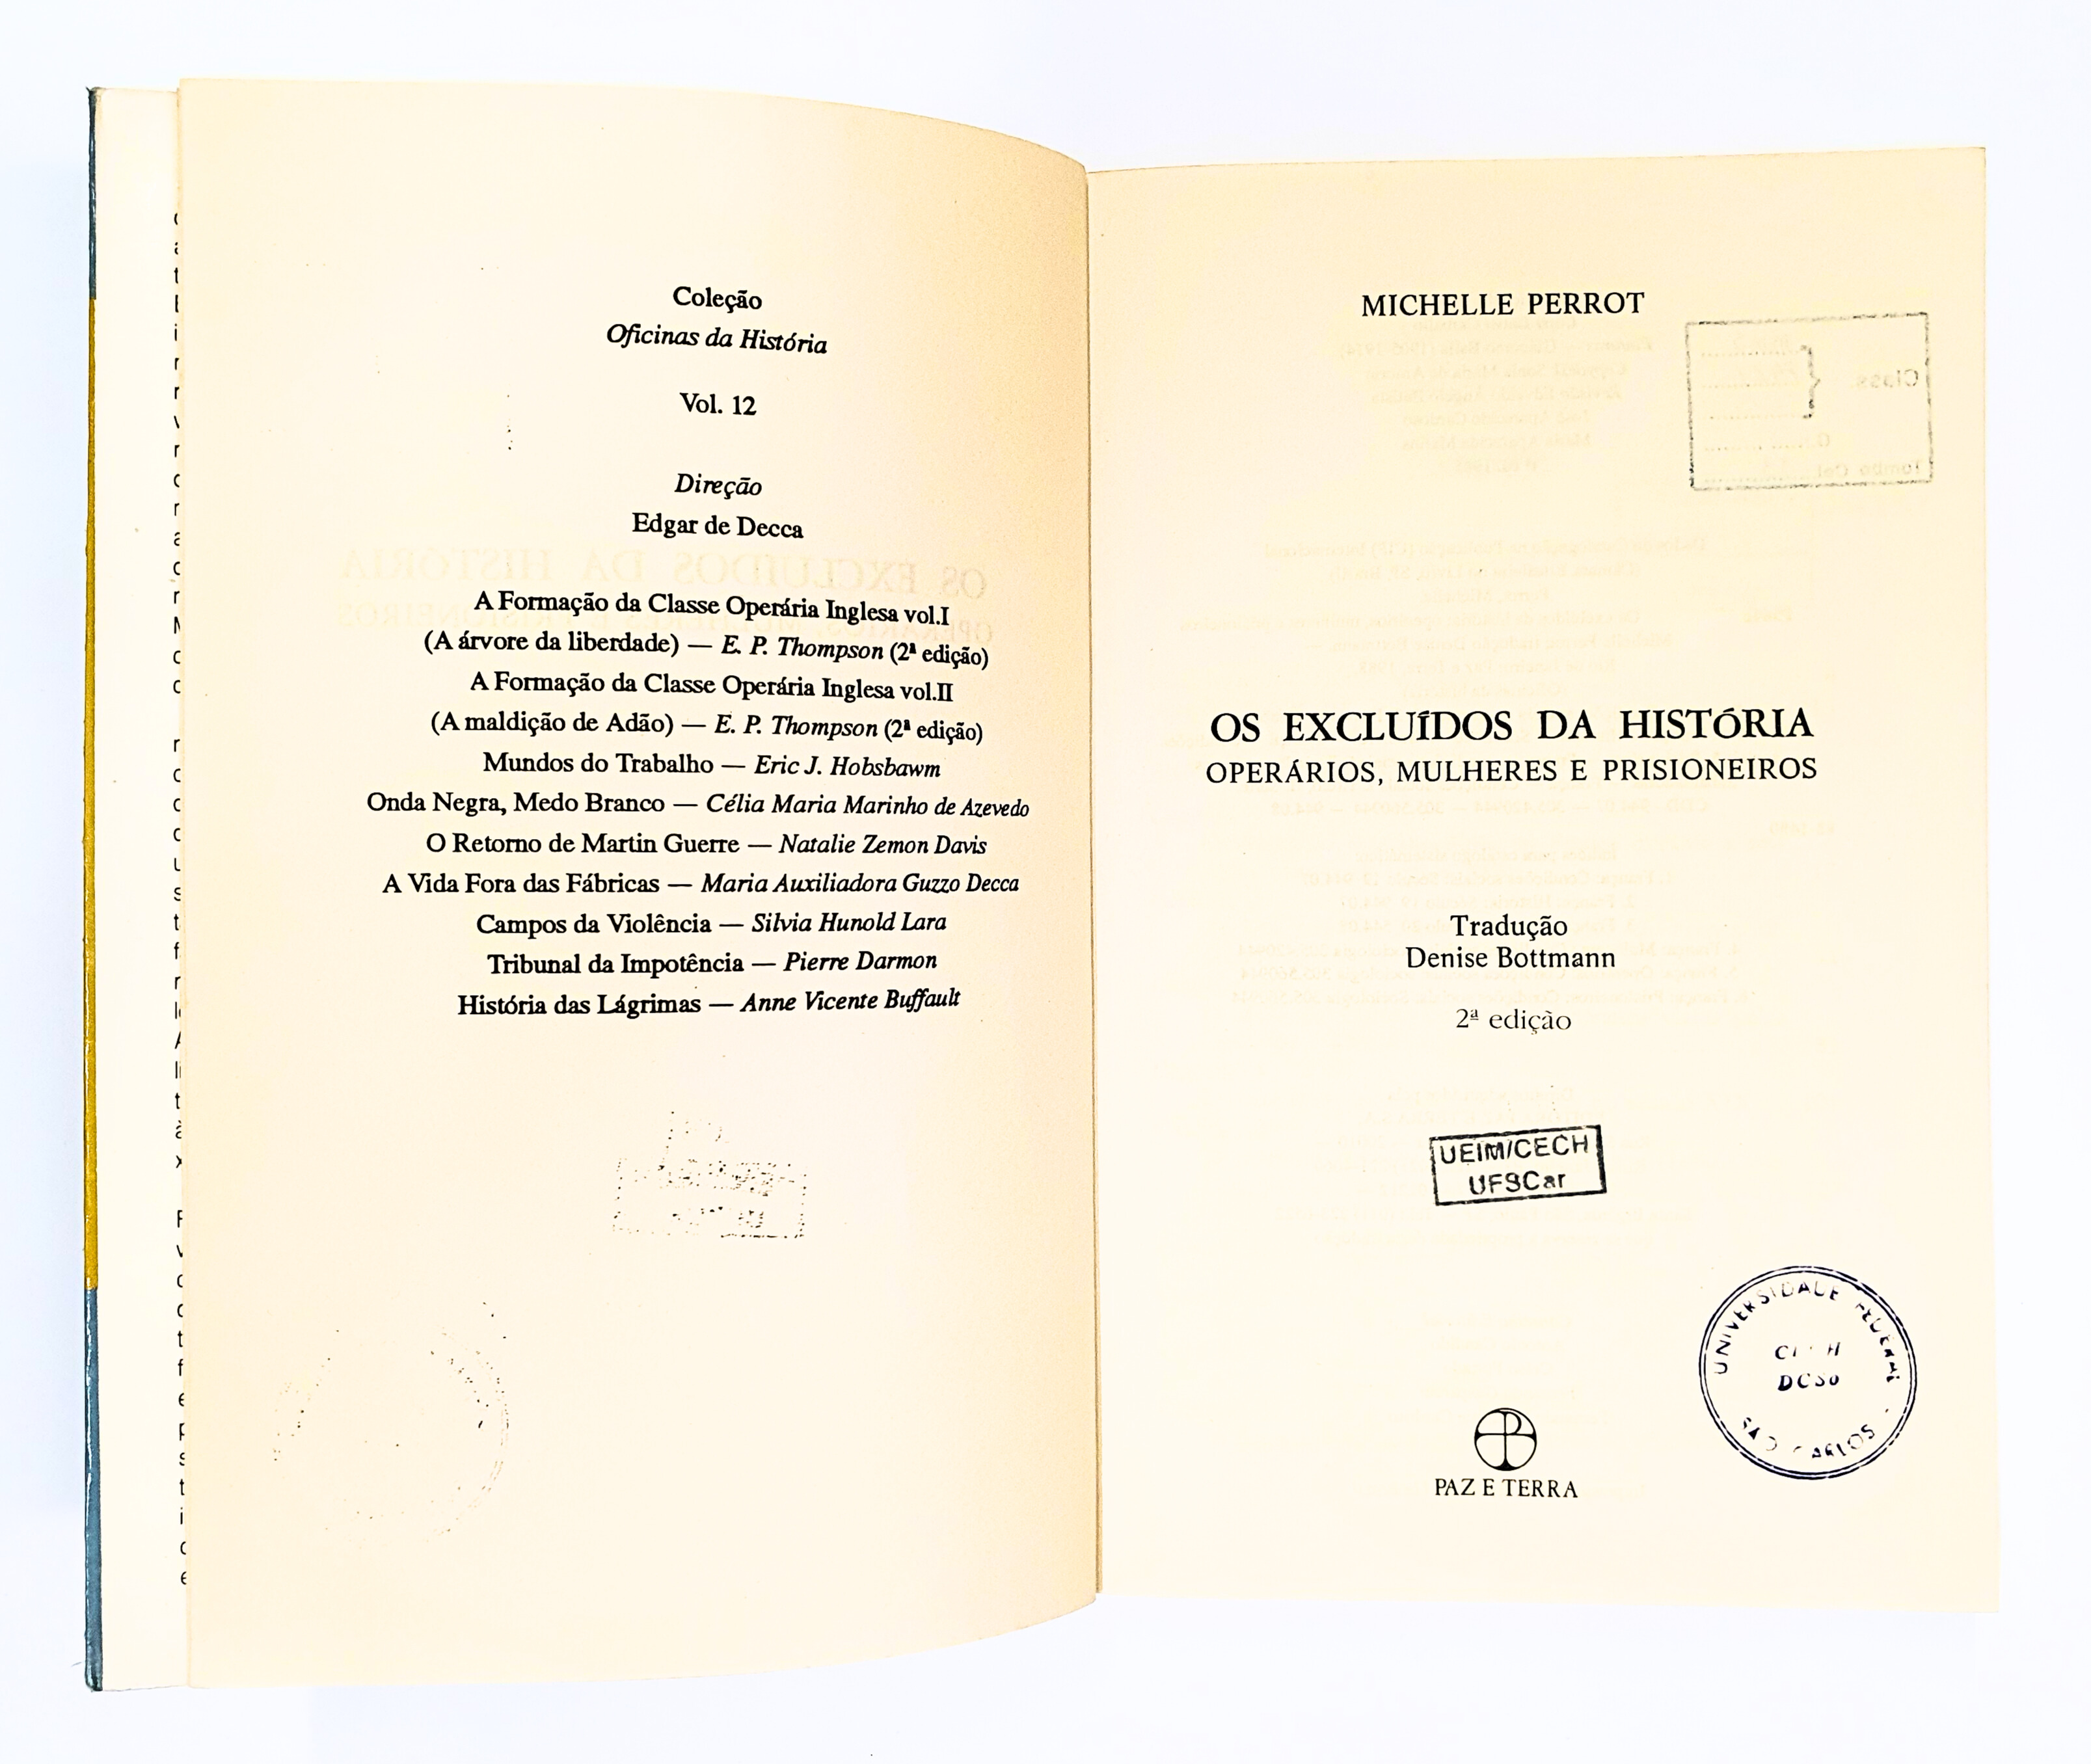 Coleção
Oficinas da História
Vol. 12
Direção
Edgar de Decca
A Formação da Classe Operária Inglesa vol.I
(A árvore da liberdade) — E. P. Thompson (2ª edição)
A Formação da Classe Operária Inglesa vol.II
(A maldição de Adão) — E. P. Thompson (2ª edição)
Mundos do Trabalho — Eric J. Hobsbawm
Onda Negra, Medo Branco — Célia Maria Marinho de Azevedo
O Retorno de Martin Guerre — Natalie Zemon Davis
A Vida Fora das Fábricas — Maria Auxiliadora Guzzo Decca
Campos da Violência — Silvia Hunold Lara
Tribunal da Impotência — Pierre Darmon
História das Lágrimas — Anne Vicente Buffault
MICHELLE PERROT
OS EXCLUÍDOS DA HISTÓRIA
OPERÁRIOS, MULHERES E PRISIONEIROS
Tradução
Denise Bottmann
2ª edição
UEIM/CECH
UFSCar
UNIVERSIDADE FEDERAL
SÃO CARLOS
PAZ E TERRA